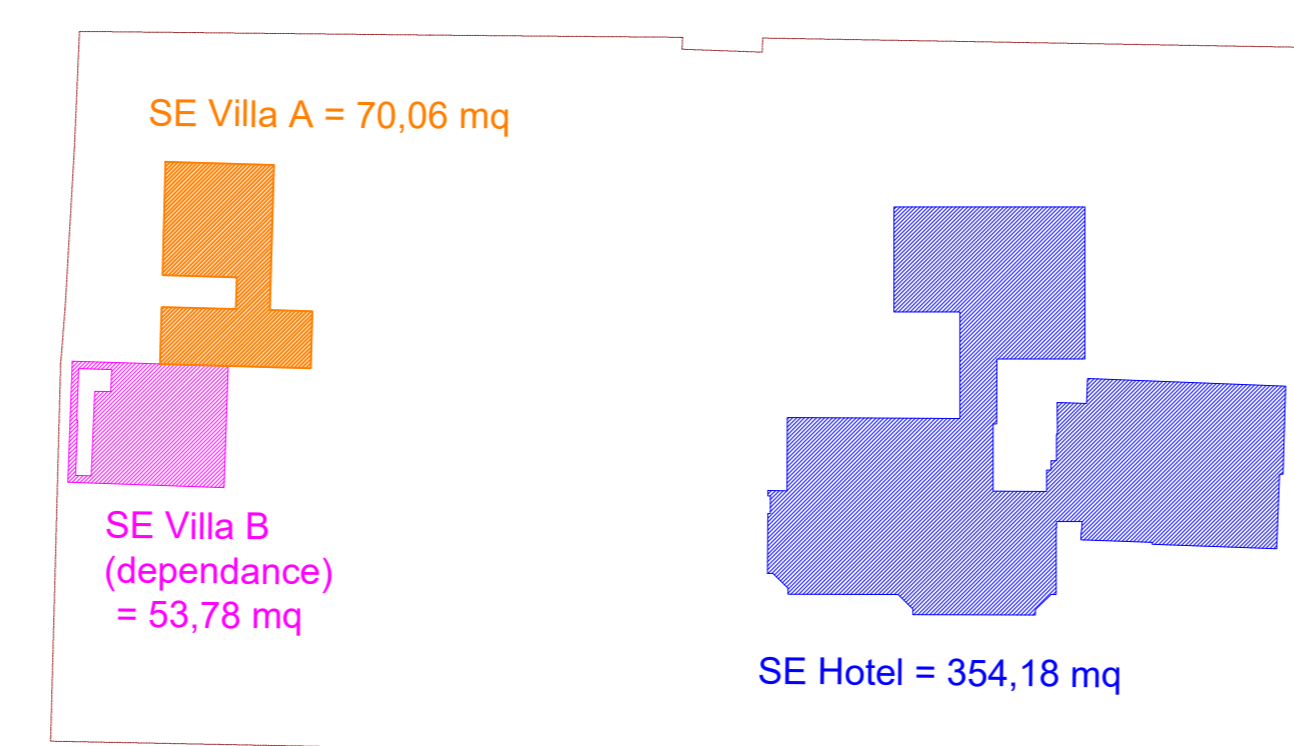 SE Villa A = 70,06 mq
SE Villa B
(dependance)
= 53,78 mq
SE Hotel = 354,18 mq